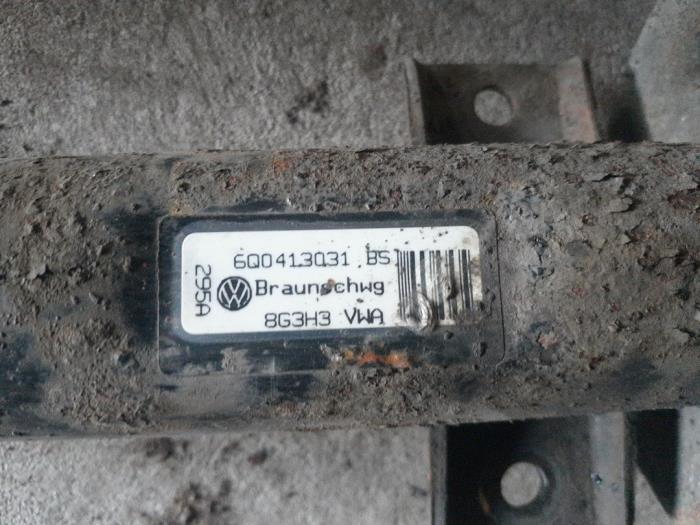 6Q0413031 BS
Braunschwg
8G3H3 VWA
295A